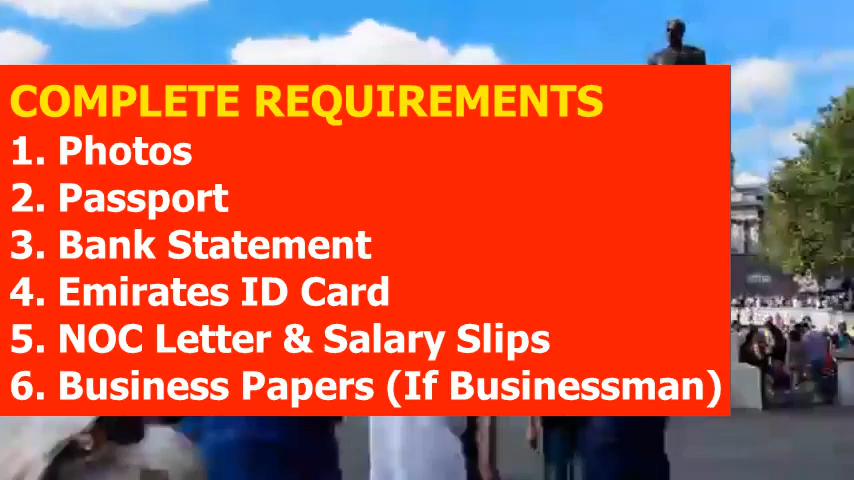 COMPLETE REQUIREMENTS
1. Photos
2. Passport
3. Bank Statement
4. Emirates ID Card
5. NOC Letter & Salary Slips
6. Business Papers (If Businessman)